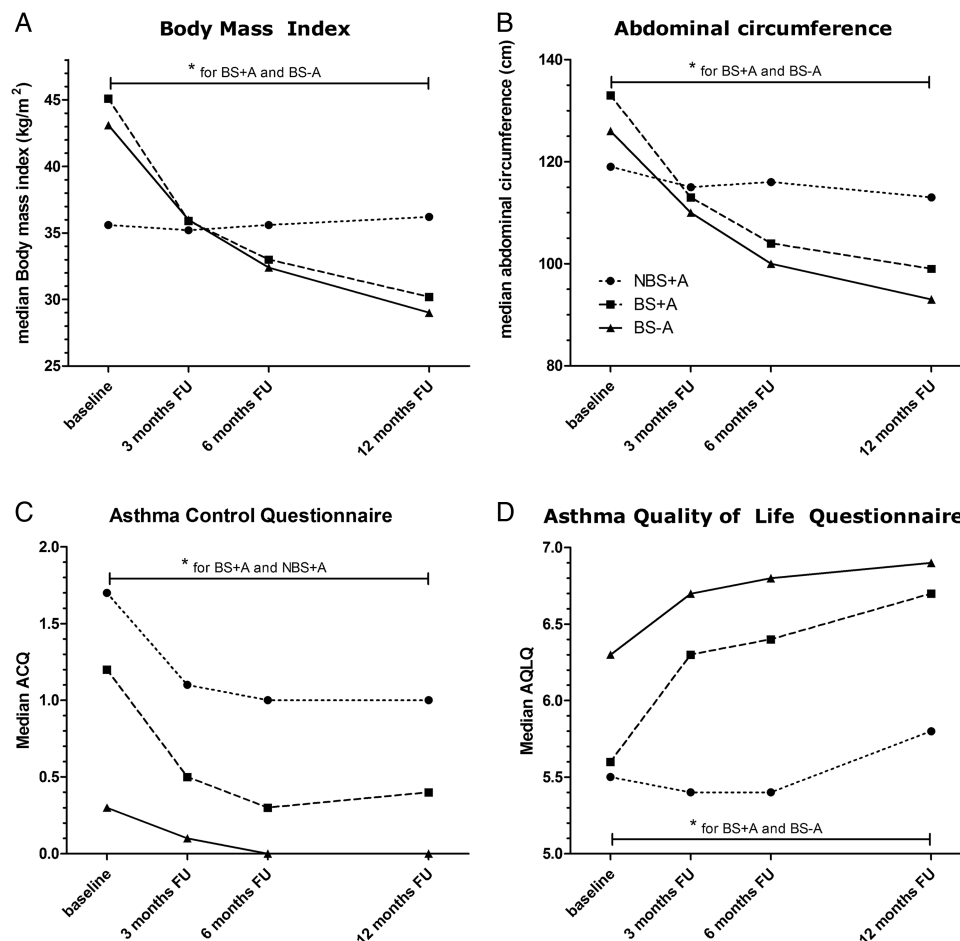 A
Body Mass Index
* for BS+A and BS-A
median Body mass index (kg/m2)
45
40
35
30
25
baseline
3 months FU
6 months FU
12 months FU
B
Abdominal circumference
* for BS+A and BS-A
median abdominal circumference (cm)
140
120
100
80
NBS+A
BS+A
BS-A
baseline
3 months FU
6 months FU
12 months FU
C
Asthma Control Questionnaire
* for BS+A and NBS+A
Median ACQ
2.0
1.5
1.0
0.5
0.0
baseline
3 months FU
6 months FU
12 months FU
D
Asthma Quality of Life Questionnaire
Median AQLQ
7.0
6.5
6.0
5.5
5.0
* for BS+A and BS-A
baseline
3 months FU
6 months FU
12 months FU